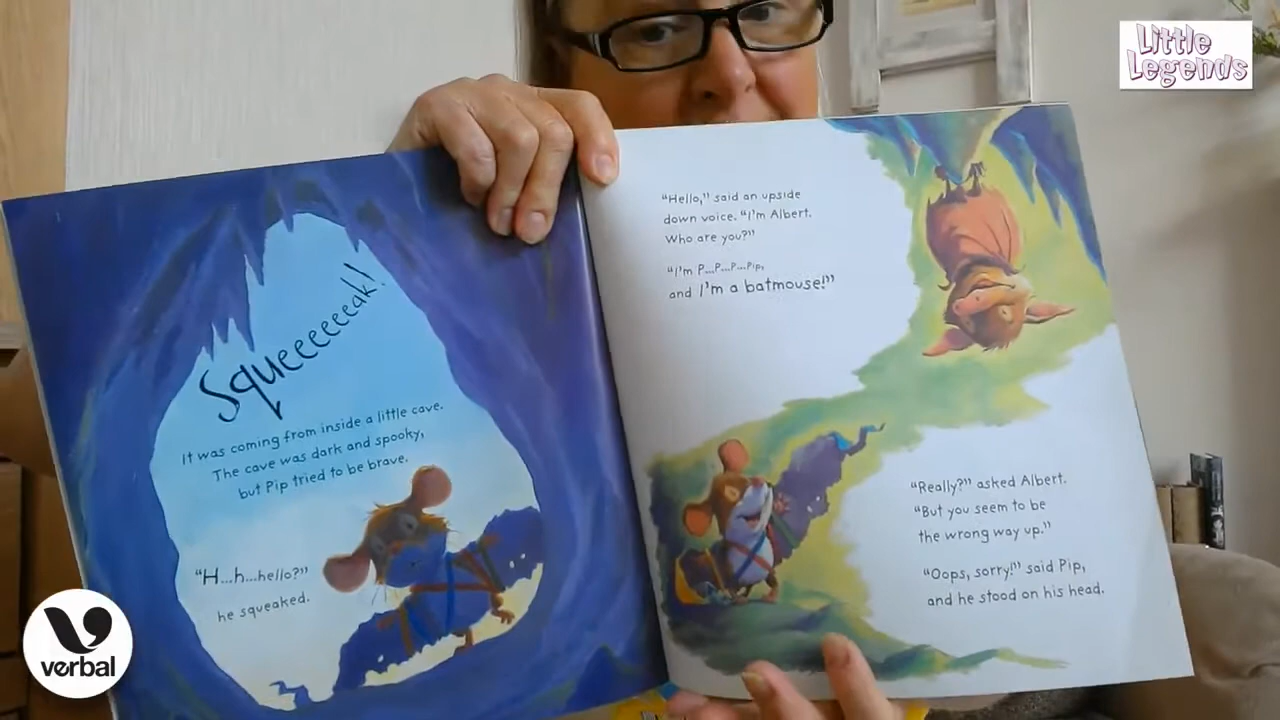 Little
Legends
Squeeeeeeeak!
It was coming from inside a little cave.
The cave was dark and spooky,
but Pip tried to be brave.
“H...h...hello?”
he squeaked.
“Hello,” said an upside
down voice. “I’m Albert.
Who are you?”
“I’m P...P...P...Pip,
and I’m a batmouse!”
“Really?” asked Albert.
“But you seem to be
the wrong way up.”
“Oops, sorry!” said Pip,
and he stood on his head.
verbal